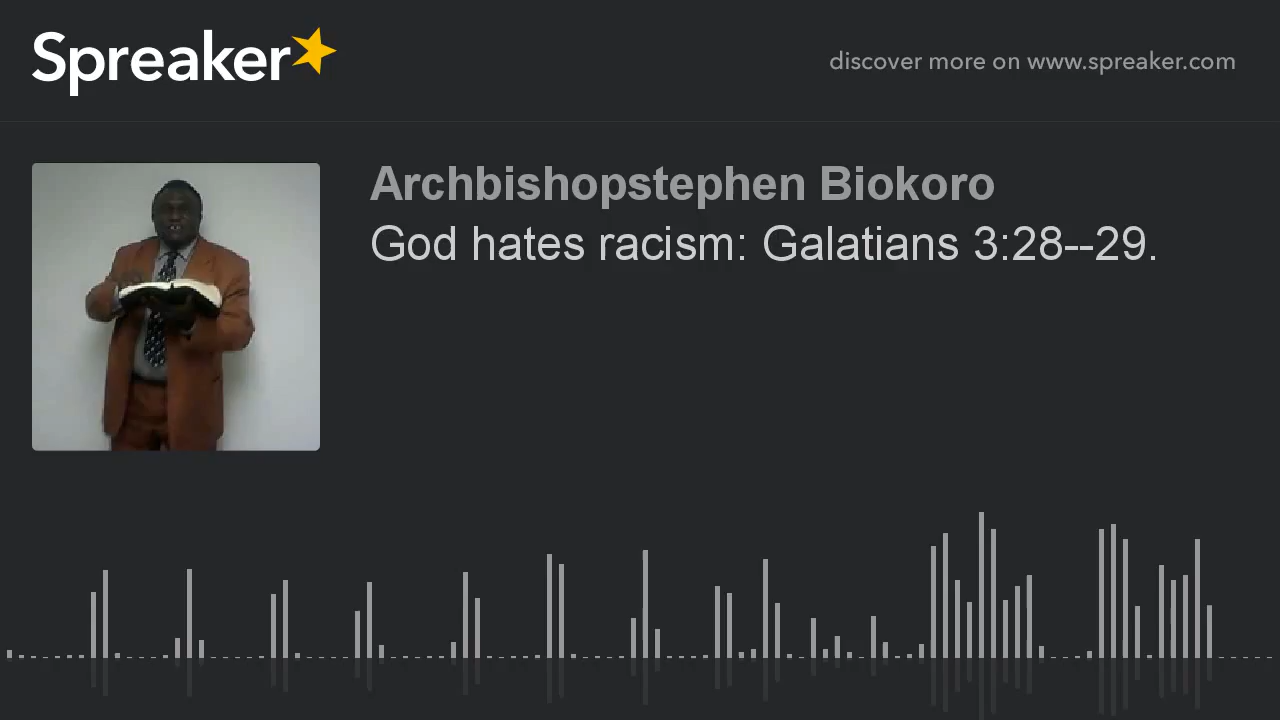 Spreaker
discover more on www.spreaker.com
Archbishopstephen Biokoro
God hates racism: Galatians 3:28--29.